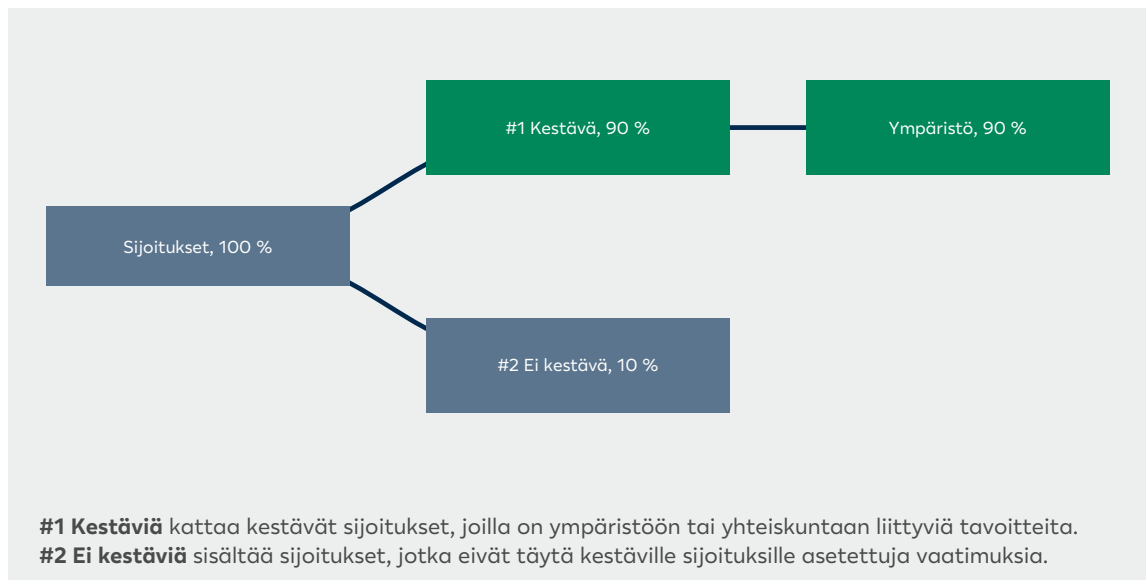 #1 Kestävä, 90 %
Ympäristö, 90 %
Sijoitukset, 100 %
#2 Ei kestävä, 10 %
#1 Kestäviä kattaa kestävät sijoitukset, joilla on ympäristöön tai yhteiskuntaan liittyviä tavoitteita.
#2 Ei kestäviä sisältää sijoitukset, jotka eivät täytä kestäville sijoituksille asetettuja vaatimuksia.